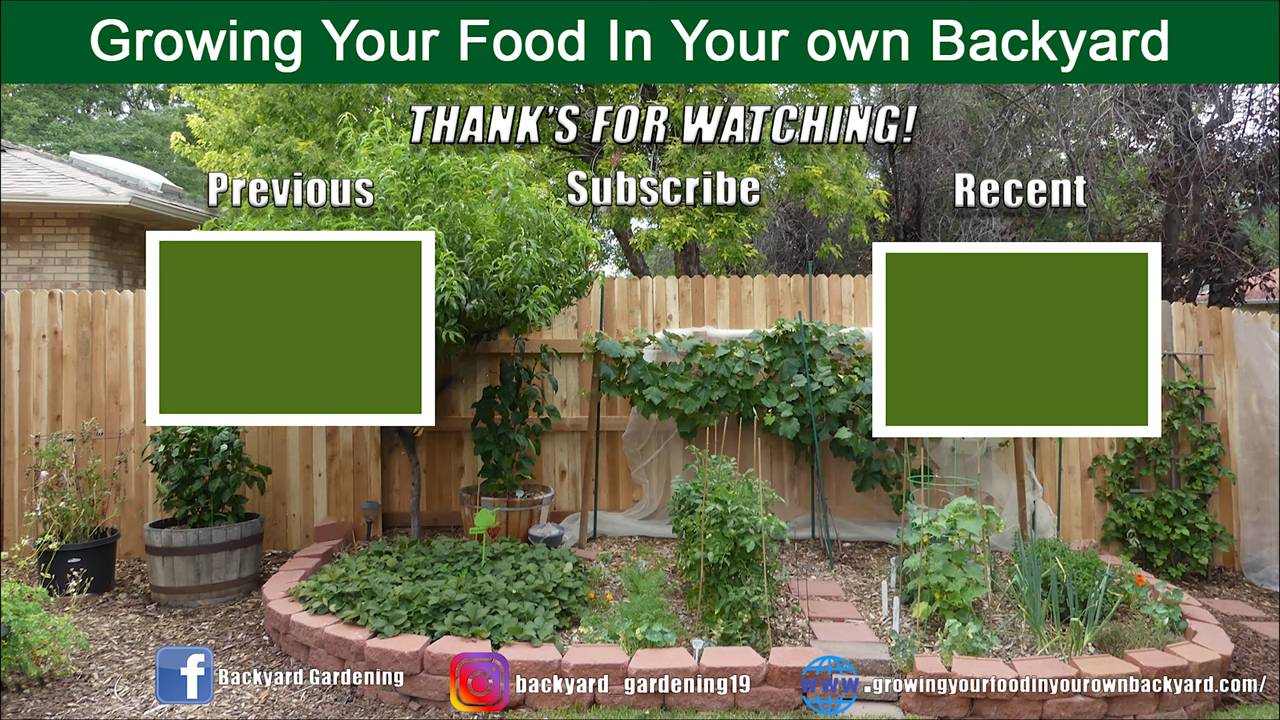 Growing Your Food In Your own Backyard
THANK'S FOR WATCHING!
Previous
Subscribe
Recent
f Backyard Gardening
backyard gardening19
www.growingyourfoodinyourownbackyard.com/